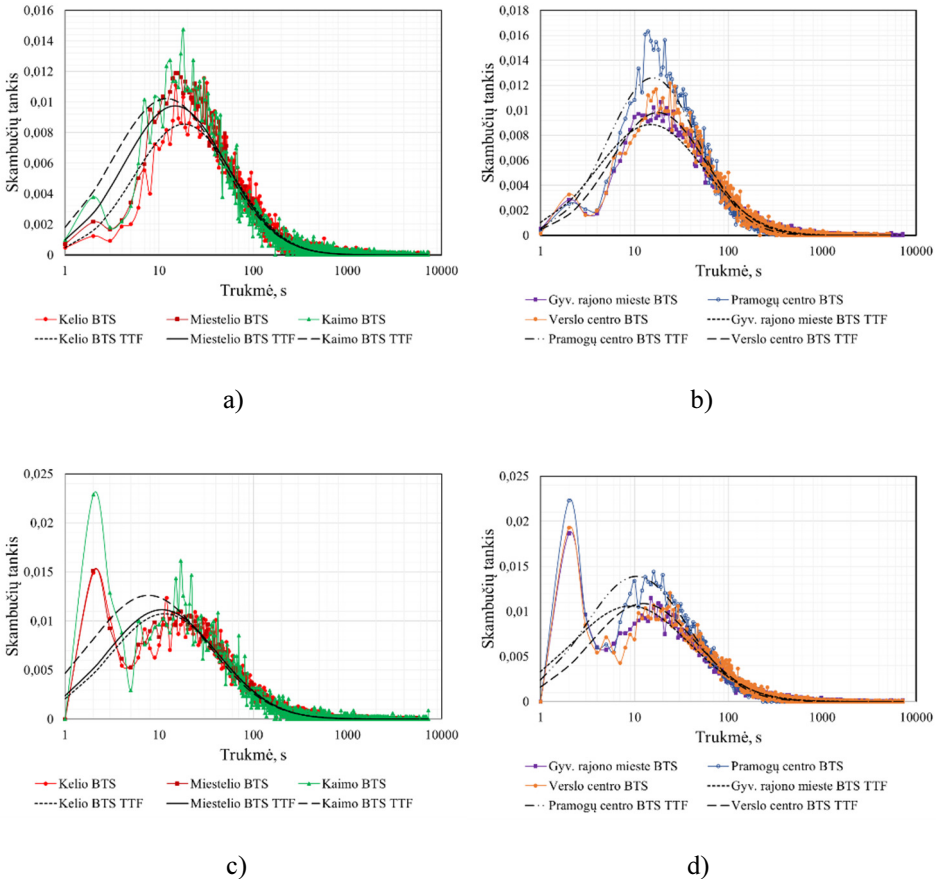 0,016
0,014
0,012
0,01
0,008
0,006
0,004
0,002
0
Skambučių tankis
1 10 100 1000 10000
Trukmė, s
Kelio BTS Miestelio BTS Kaimo BTS
Kelio BTS TTF Miestelio BTS TTF Kaimo BTS TTF
a)
0,018
0,016
0,014
0,012
0,01
0,008
0,006
0,004
0,002
0
Skambučių tankis
1 10 100 1000 10000
Trukmė, s
Gyv. rajono mieste BTS Pramogų centro BTS
Verslo centro BTS Gyv. rajono mieste BTS TTF
Pramogų centro BTS TTF Verslo centro BTS TTF
b)
0,025
0,02
0,015
0,01
0,005
0
Skambučių tankis
1 10 100 1000 10000
Trukmė, s
Kelio BTS Miestelio BTS Kaimo BTS
Kelio BTS TTF Miestelio BTS TTF Kaimo BTS TTF
c)
0,025
0,02
0,015
0,01
0,005
0
Skambučių tankis
1 10 100 1000 10000
Trukmė, s
Gyv. rajono mieste BTS Pramogų centro BTS
Verslo centro BTS Gyv. rajono mieste BTS TTF
Pramogų centro BTS TTF Verslo centro BTS TTF
d)